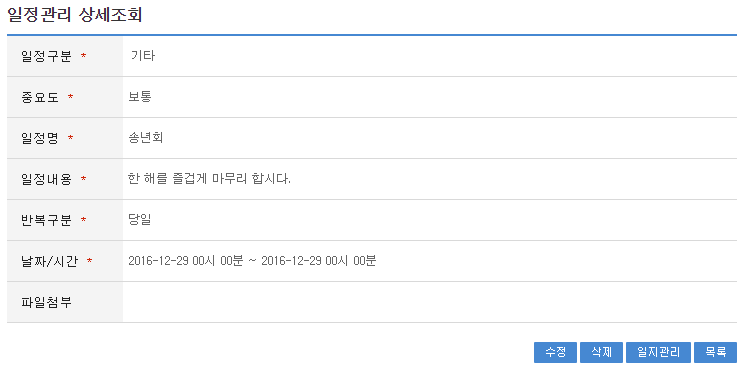 일정관리 상세조회
일정구분 * 기타
중요도 * 보통
일정명 * 송년회
일정내용 * 한 해를 즐겁게 마무리 합시다.
반복구분 * 당일
날짜/시간 * 2016-12-29 00시 00분 ~ 2016-12-29 00시 00분
파일첨부
수정 삭제 일지관리 목록